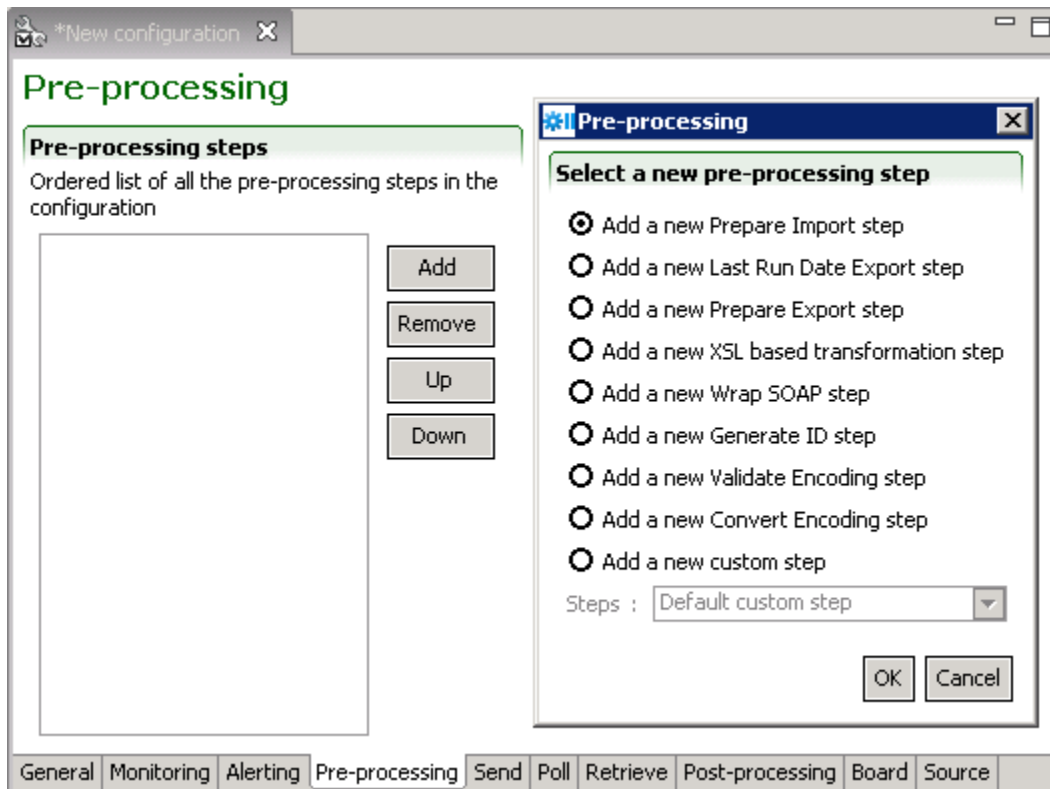 *New configuration
Pre-processing
Pre-processing steps
Ordered list of all the pre-processing steps in the
configuration
Add
Remove
Up
Down
Pre-processing
Select a new pre-processing step
Add a new Prepare Import step
Add a new Last Run Date Export step
Add a new Prepare Export step
Add a new XSL based transformation step
Add a new Wrap SOAP step
Add a new Generate ID step
Add a new Validate Encoding step
Add a new Convert Encoding step
Add a new custom step
Steps : Default custom step
OK Cancel
General Monitoring Alerting Pre-processing Send Poll Retrieve Post-processing Board Source